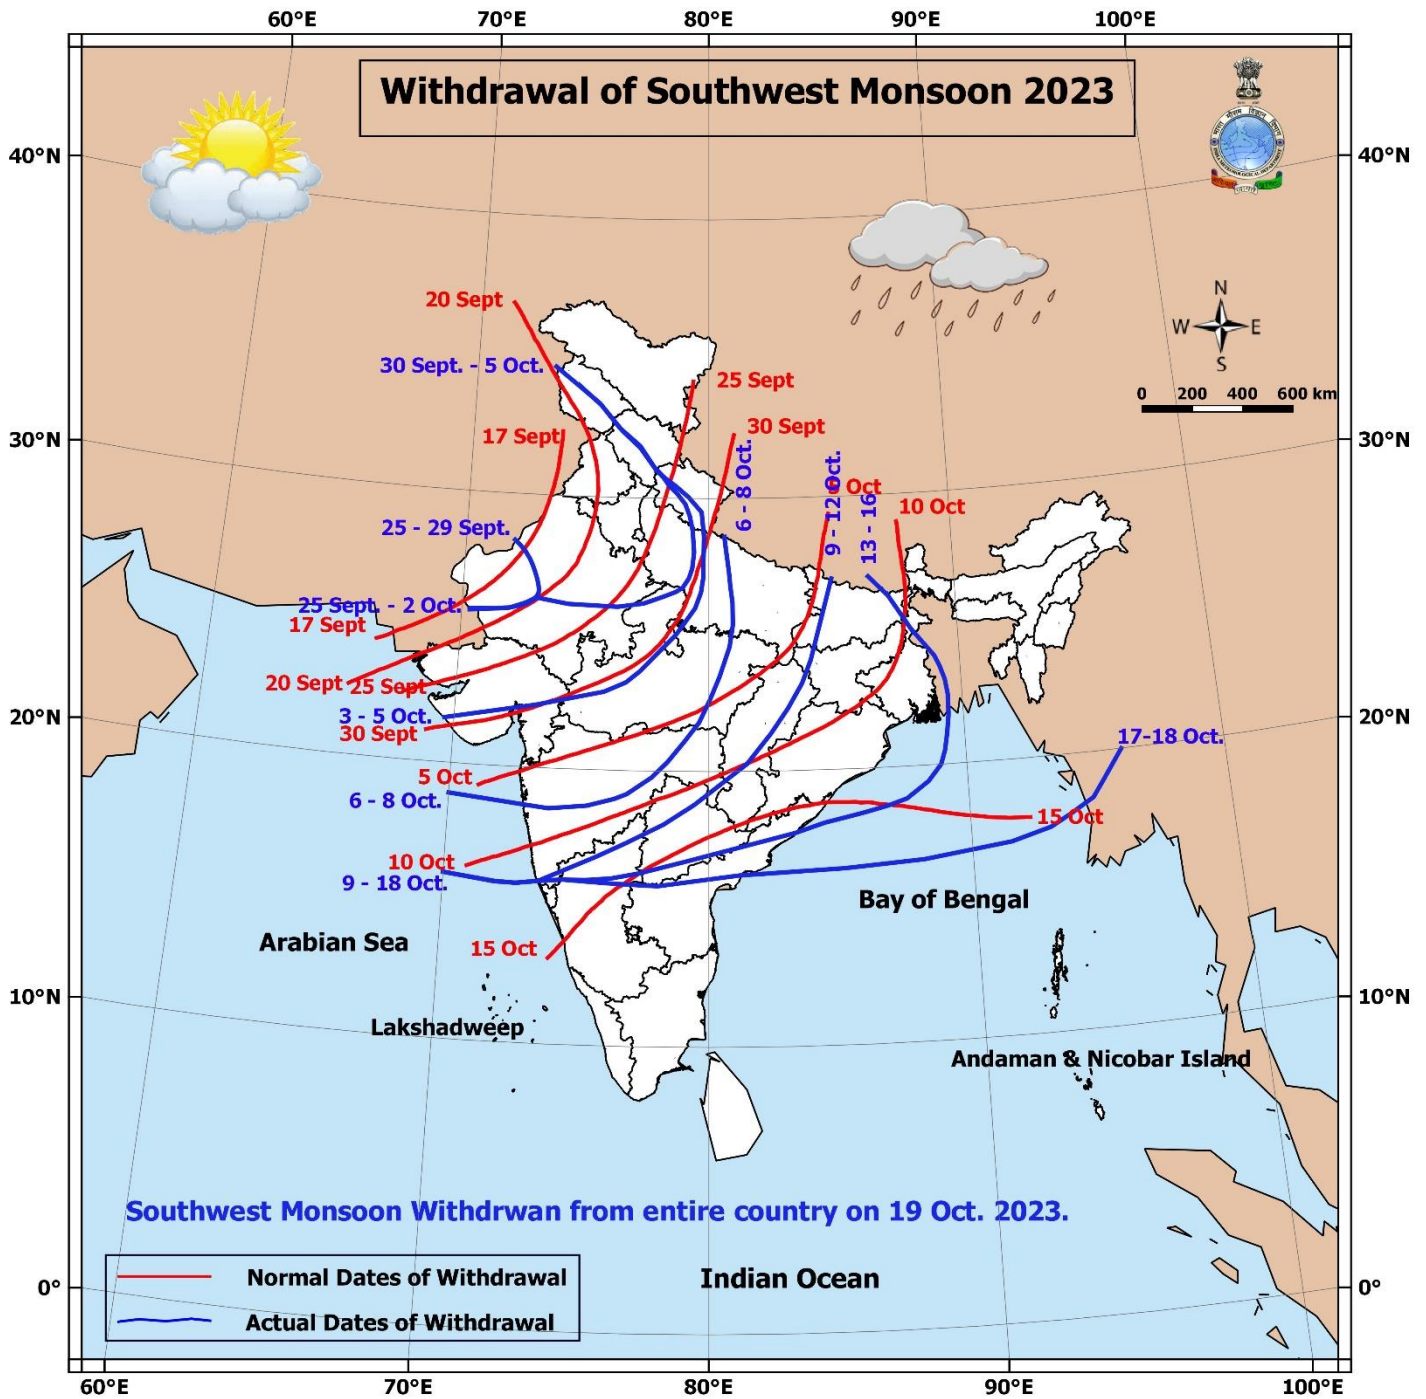 60°E 70°E 80°E 90°E 100°E
Withdrawal of Southwest Monsoon 2023
40°N 40°N
N
W E
S
20 Sept
30 Sept. - 5 Oct.
25 Sept
0 200 400 600 km
30 Sept
17 Sept
30°N 30°N
6 - 8 Oct.
9 - 12 Oct.
Oct
13 - 16
10 Oct
25 - 29 Sept.
25 Sept. - 2 Oct.
17 Sept
20 Sept
25 Sept
3 - 5 Oct.
20°N 20°N
30 Sept
17-18 Oct.
5 Oct
6 - 8 Oct.
15 Oct
10 Oct
9 - 18 Oct.
Bay of Bengal
Arabian Sea
15 Oct
10°N 10°N
Lakshadweep
Andaman & Nicobar Island
Southwest Monsoon Withdrwan from entire country on 19 Oct. 2023.
Normal Dates of Withdrawal
Indian Ocean
0° 0°
Actual Dates of Withdrawal
60°E 70°E 80°E 90°E 100°E